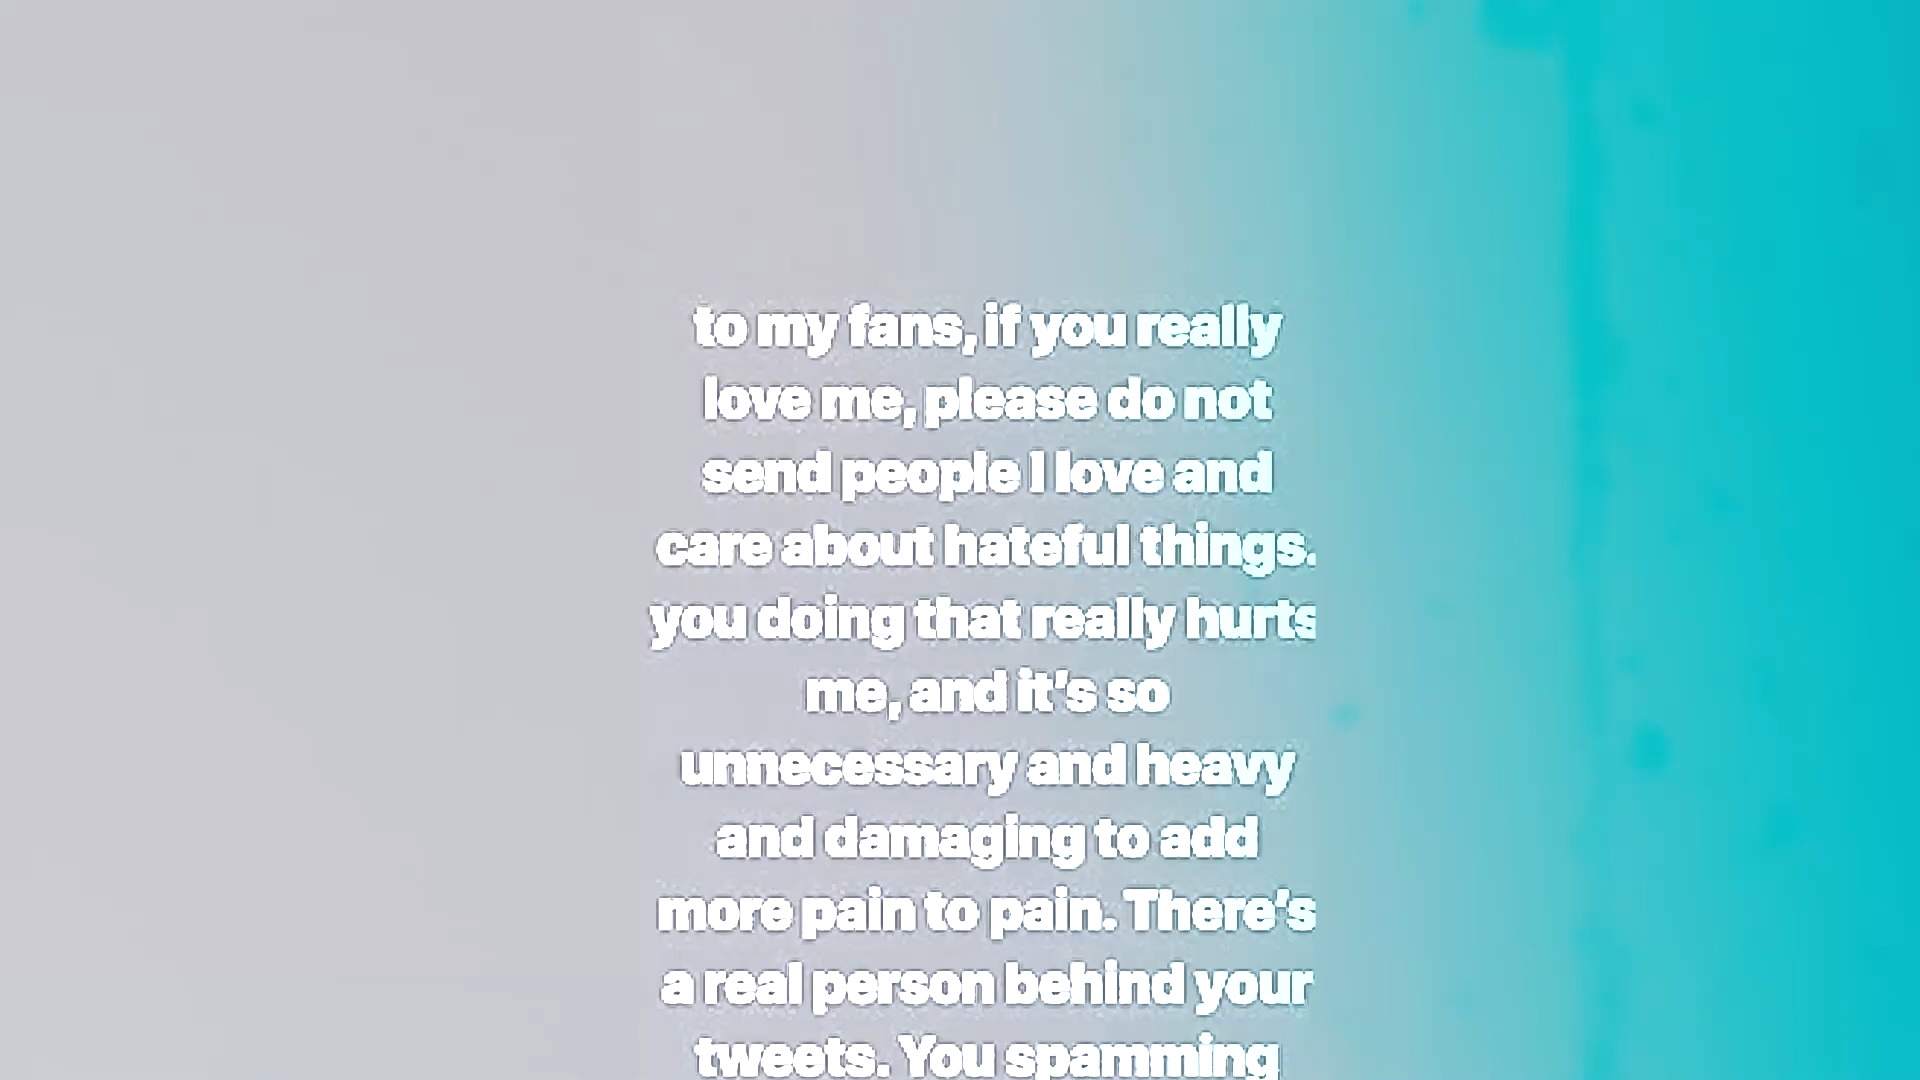 to my fans, if you really
love me, please do not
send people I love and
care about hateful things.
you doing that really hurts
me, and it's so
unnecessary and heavy
and damaging to add
more pain to pain. There's
a real person behind your
tweets. You spamming